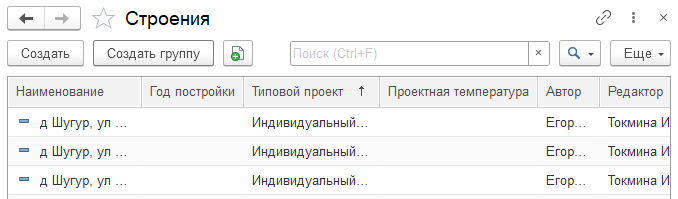 Строения
Создать Создать группу Поиск (Ctrl+F) × Еще
Наименование Год постройки Типовой проект ↑ Проектная температура Автор Редактор
д Шугур, ул ... Индивидуальный... Егор... Токмина И
д Шугур, ул ... Индивидуальный... Егор... Токмина И
д Шугур, ул ... Индивидуальный... Егор... Токмина И